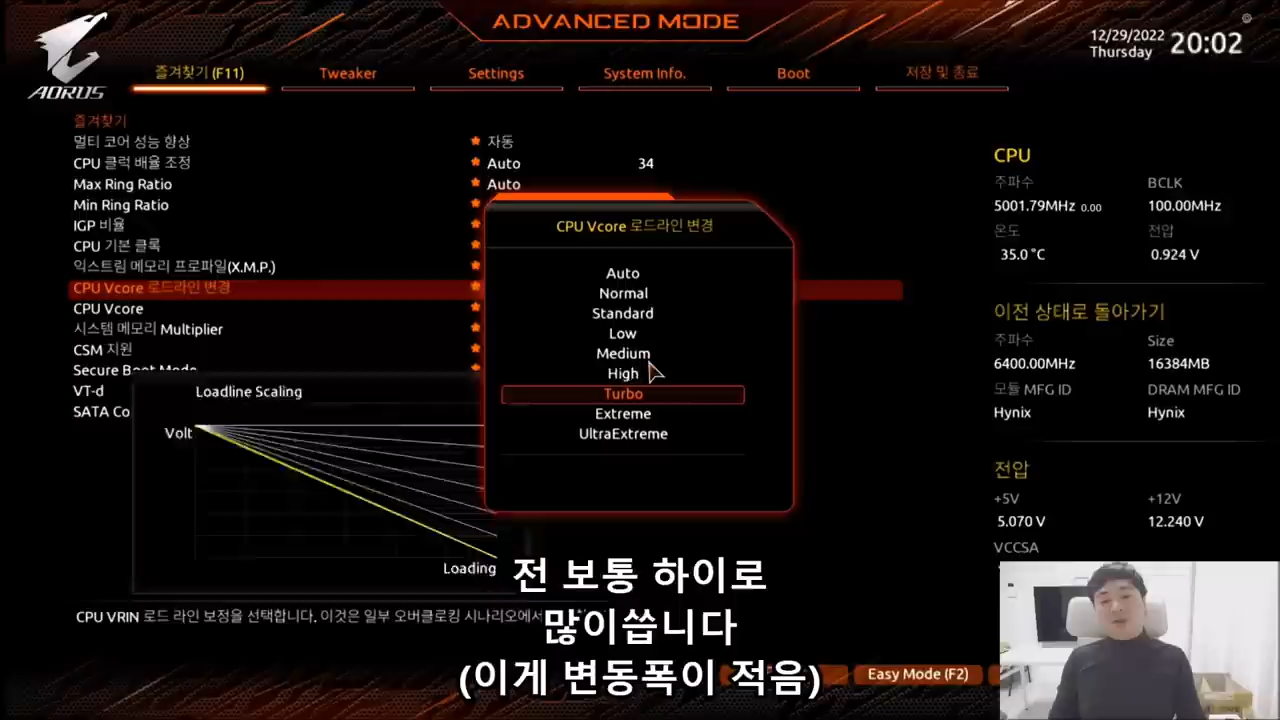 ADVANCED MODE
12/29/2022
Thursday
20:02
AORUS
즐겨찾기 (F11)
Tweaker
Settings
System Info.
Boot
저장 및 종료
즐겨찾기
멀티 코어 성능 향상
자동
CPU 클럭 배율 조정
Auto
34
Max Ring Ratio
Auto
Min Ring Ratio
IGP 비율
CPU 기본 클록
익스트림 메모리 프로파일(X.M.P.)
CPU Vcore 로드라인 변경
CPU Vcore
시스템 메모리 Multiplier
CSM 지원
Secure Boot Mode
VT-d
SATA Co
CPU Vcore 로드라인 변경
Auto
Normal
Standard
Low
Medium
High
Turbo
Extreme
UltraExtreme
Loadline Scaling
Volt
Loading
CPU
주파수
BCLK
5001.79MHz 0.00
100.00MHz
온도
전압
35.0 °C
0.924 V
이전 상태로 돌아가기
주파수
Size
6400.00MHz
16384MB
모듈 MFG ID
DRAM MFG ID
Hynix
Hynix
전압
+5V
+12V
5.070 V
12.240 V
VCCSA
CPU VRIN 로드 라인 보정을 선택합니다. 이것은 일부 오버클로킹 시나리오에서
전 보통 하이로
많이씁니다
(이게 변동폭이 적음)
Easy Mode (F2)